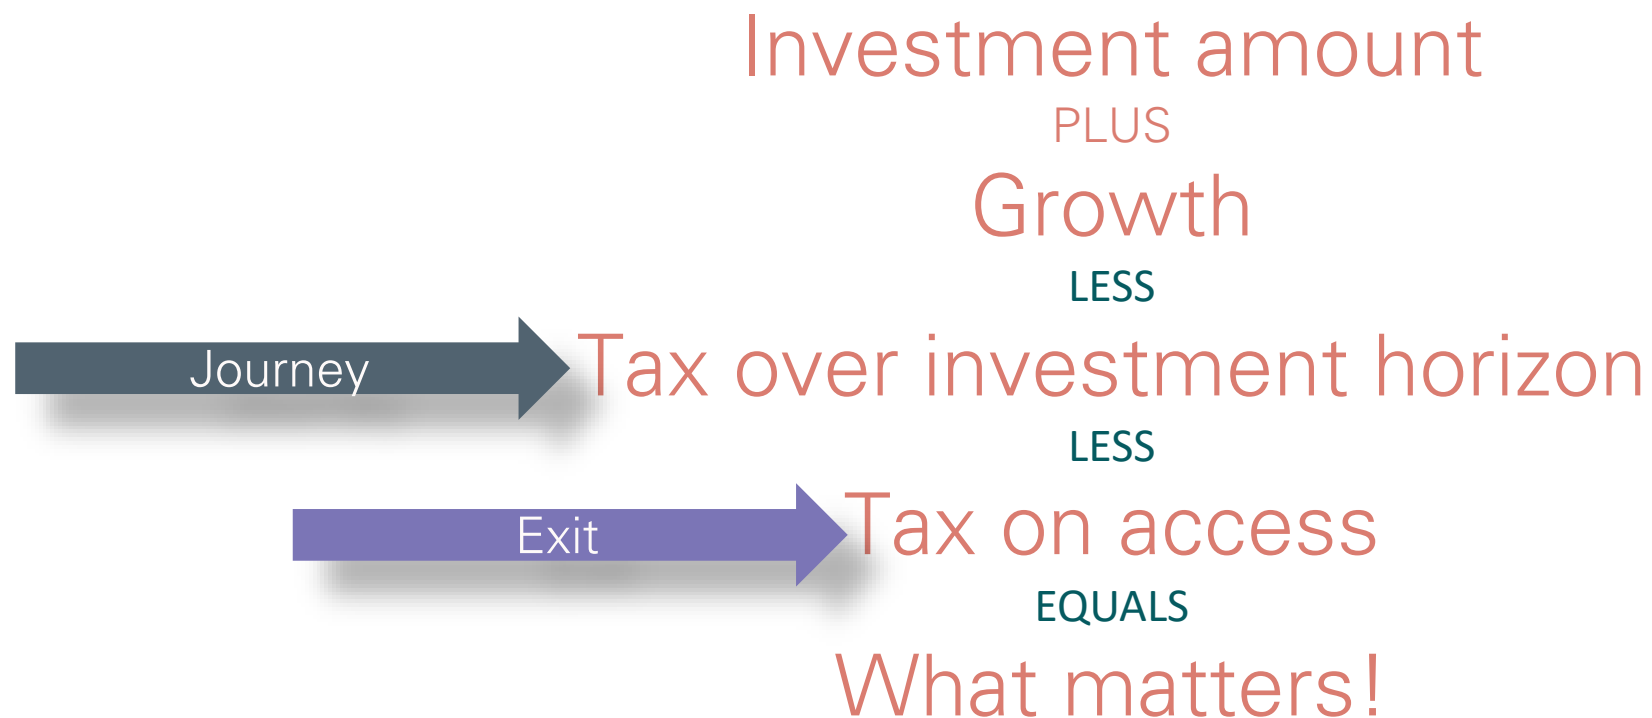 Investment amount
PLUS
Growth
LESS
Journey
Tax over investment horizon
LESS
Exit
Tax on access
EQUALS
What matters!